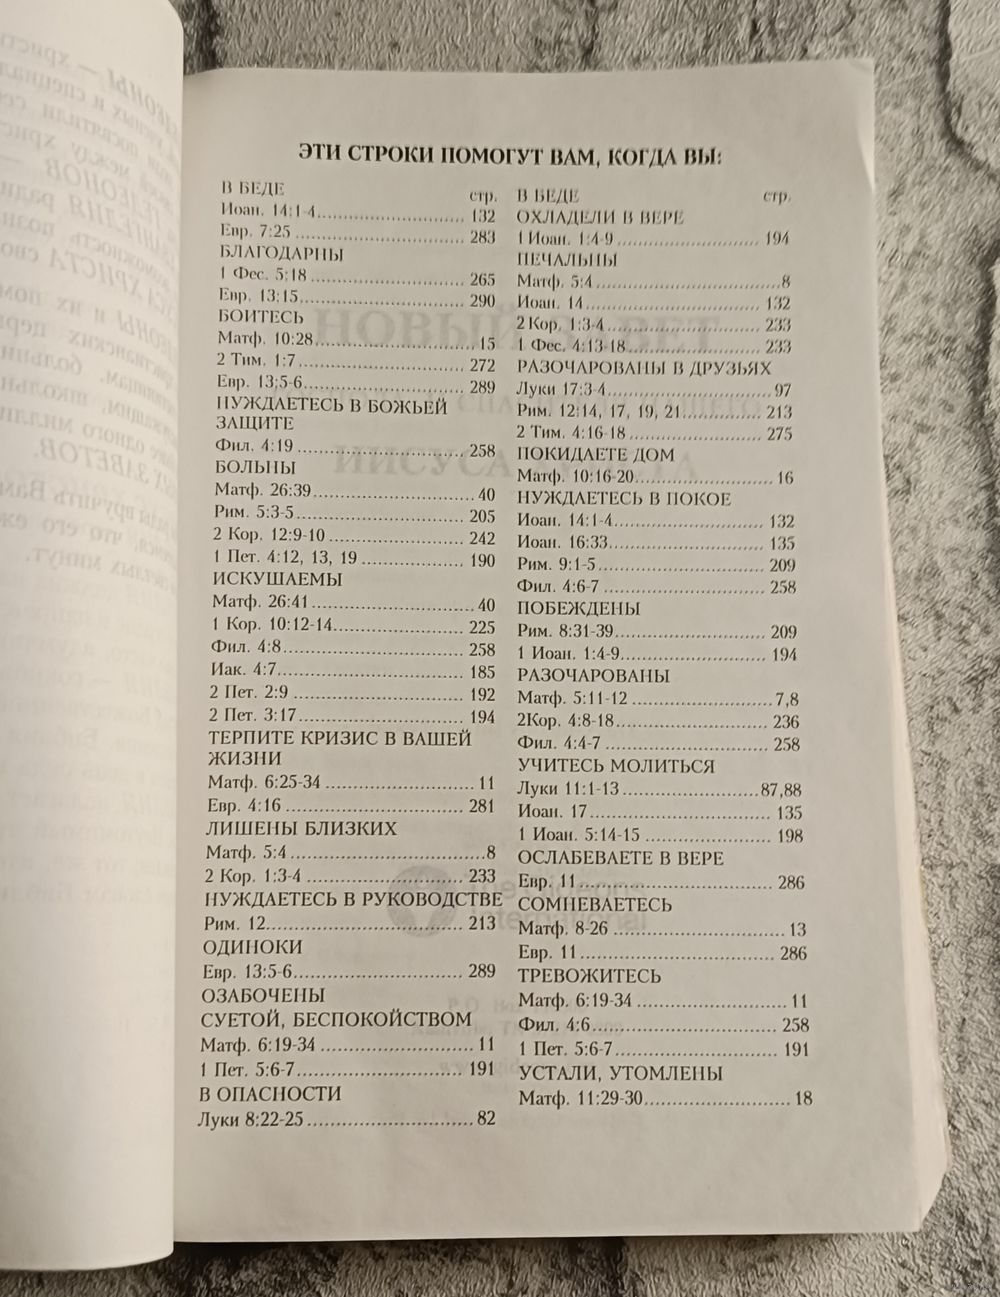 ЭТИ СТРОКИ ПОМОГУТ ВАМ, КОГДА ВЫ:
В БЕДЕ стр.
Иоан. 14:1-4 132
Евр. 7:25 283
БЛАГОДАРНЫ
1 Фес. 5:18 265
Евр. 13:15 290
БОИТЕСЬ
Матф. 10:28 15
2 Тим. 1:7 272
Евр. 13;5-6 289
НУЖДАЕТЕСЬ В БОЖЬЕЙ
ЗАЩИТЕ
Фил. 4:19 258
БОЛЬНЫ
Матф. 26:39 40
Рим. 5:3-5 205
2 Кор. 12:9-10 242
1 Пет. 4:12, 13, 19 190
ИСКУШАЕМЫ
Матф. 26:41 40
1 Кор. 10:12-14 225
Фил. 4:8 258
Иак. 4:7 185
2 Пет. 2:9 192
2 Пет. 3:17 194
ТЕРПИТЕ КРИЗИС В ВАШЕЙ
ЖИЗНИ
Матф. 6:25-34 11
Евр. 4:16 281
ЛИШЕНЫ БЛИЗКИХ
Матф. 5:4 8
2 Кор. 1:3-4 233
НУЖДАЕТЕСЬ В РУКОВОДСТВЕ
Рим. 12 213
ОДИНОКИ
Евр. 13:5-6 289
ОЗАБОЧЕНЫ
СУЕТОЙ, БЕСПОКОЙСТВОМ
Матф. 6:19-34 11
1 Пет. 5:6-7 191
В ОПАСНОСТИ
Луки 8:22-25 82
В БЕДЕ стр.
ОХЛАДЕЛИ В ВЕРЕ
1 Иоан. 1:4-9 194
ПЕЧАЛЬНЫ
Матф. 5:4 8
Иоан. 14 132
2 Кор. 1:3-4 233
1 Фес. 4:13-18 233
РАЗОЧАРОВАНЫ В ДРУЗЬЯХ
Луки 17:3-4 97
Рим. 12:14, 17, 19, 21 213
2 Тим. 4:16-18 275
ПОКИДАЕТЕ ДОМ
Матф. 10:16-20 16
НУЖДАЕТЕСЬ В ПОКОЕ
Иоан. 14:1-4 132
Иоан. 16:33 135
Рим. 9:1-5 209
Фил. 4:6-7 258
ПОБЕЖДЕНЫ
Рим. 8:31-39 209
1 Иоан. 1:4-9 194
РАЗОЧАРОВАНЫ
Матф. 5:11-12 7,8
2Кор. 4:8-18 236
Фил. 4:4-7 258
УЧИТЕСЬ МОЛИТЬСЯ
Луки 11:1-13 87,88
Иоан. 17 135
1 Иоан. 5:14-15 198
ОСЛАБЕВАЕТЕ В ВЕРЕ
Евр. 11 286
СОМНЕВАЕТЕСЬ
Матф. 8-26 13
Евр. 11 286
ТРЕВОЖИТЕСЬ
Матф. 6:19-34 11
Фил. 4:6 258
1 Пет. 5:6-7 191
УСТАЛИ, УТОМЛЕНЫ
Матф. 11:29-30 18